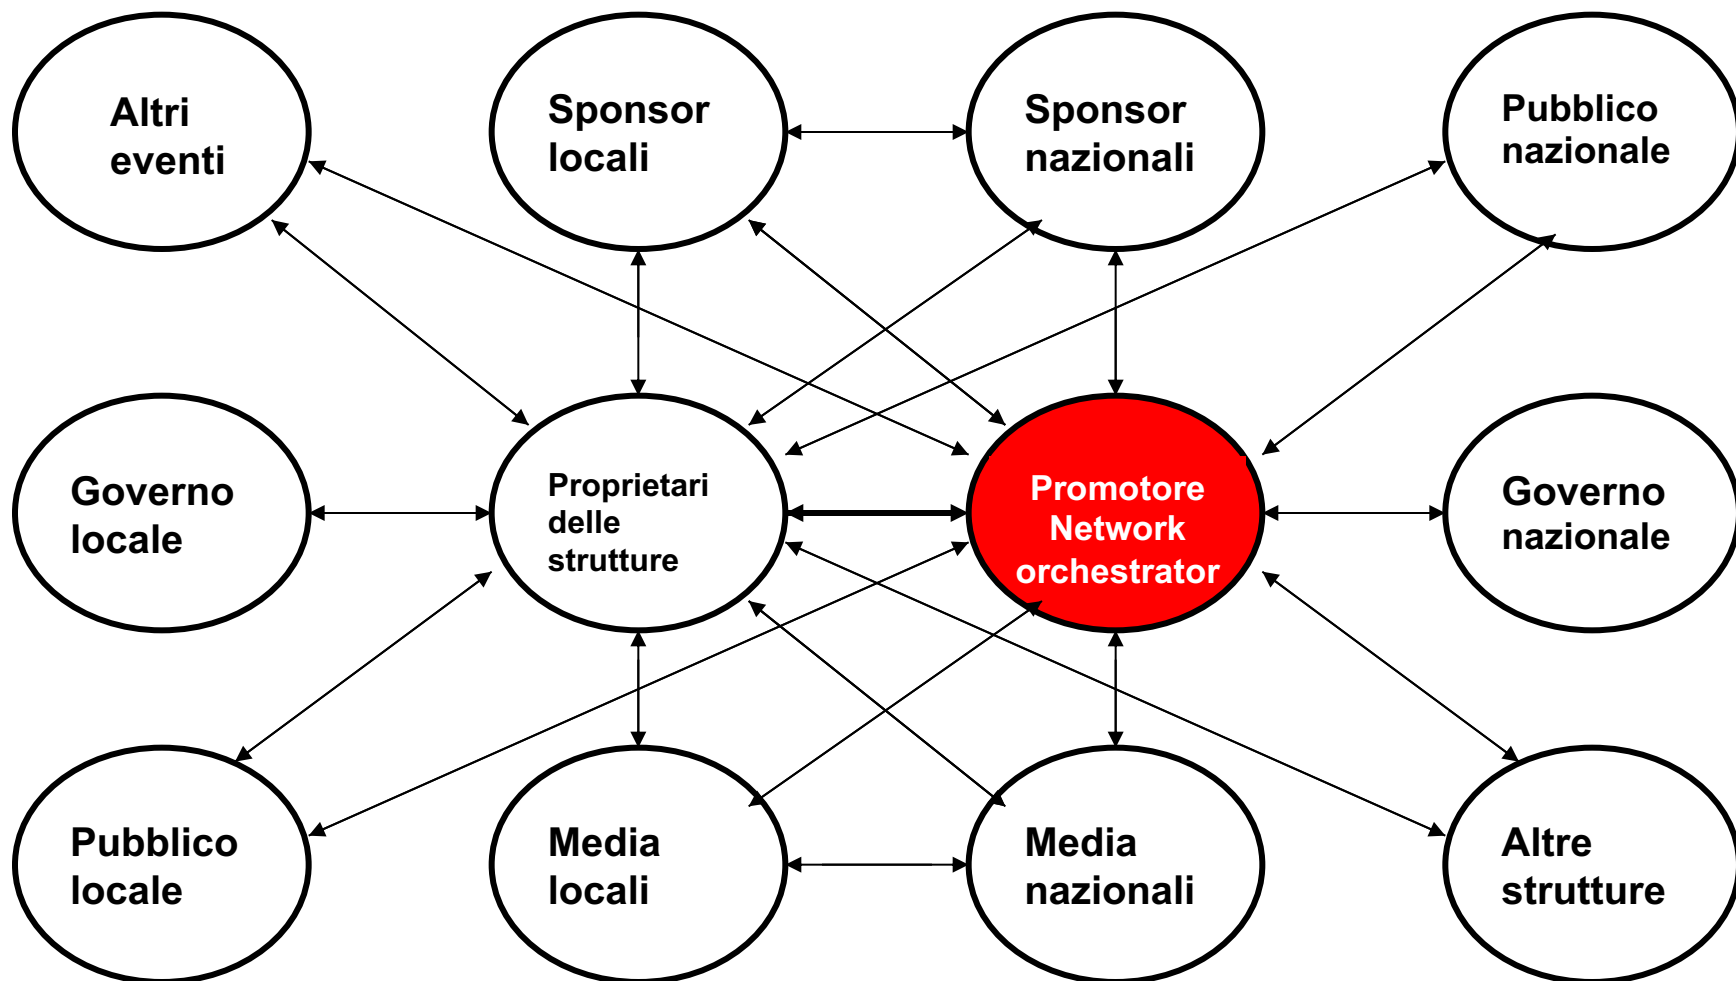 Altri
eventi
Sponsor
locali
Sponsor
nazionali
Pubblico
nazionale
Governo
locale
Proprietari
delle
strutture
Promotore
Network
orchestrator
Governo
nazionale
Pubblico
locale
Media
locali
Media
nazionali
Altre
strutture